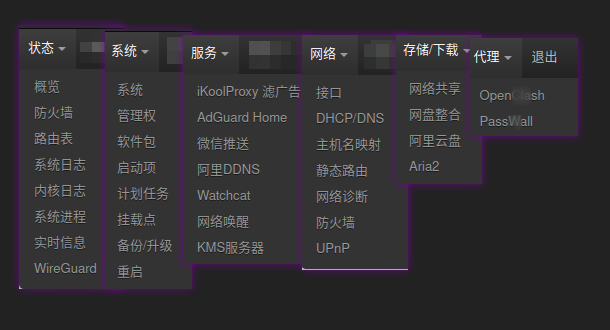 状态
概览
防火墙
路由表
系统日志
内核日志
系统进程
实时信息
WireGuard
系统
系统
管理权
软件包
启动项
计划任务
挂载点
备份/升级
重启
服务
iKoolProxy 滤广告
AdGuard Home
微信推送
阿里DDNS
Watchcat
网络唤醒
KMS服务器
网络
接口
DHCP/DNS
主机名映射
静态路由
网络诊断
防火墙
UPnP
存储/下载
网络共享
网盘整合
阿里云盘
Aria2
代理
OpenClash
PassWall
退出